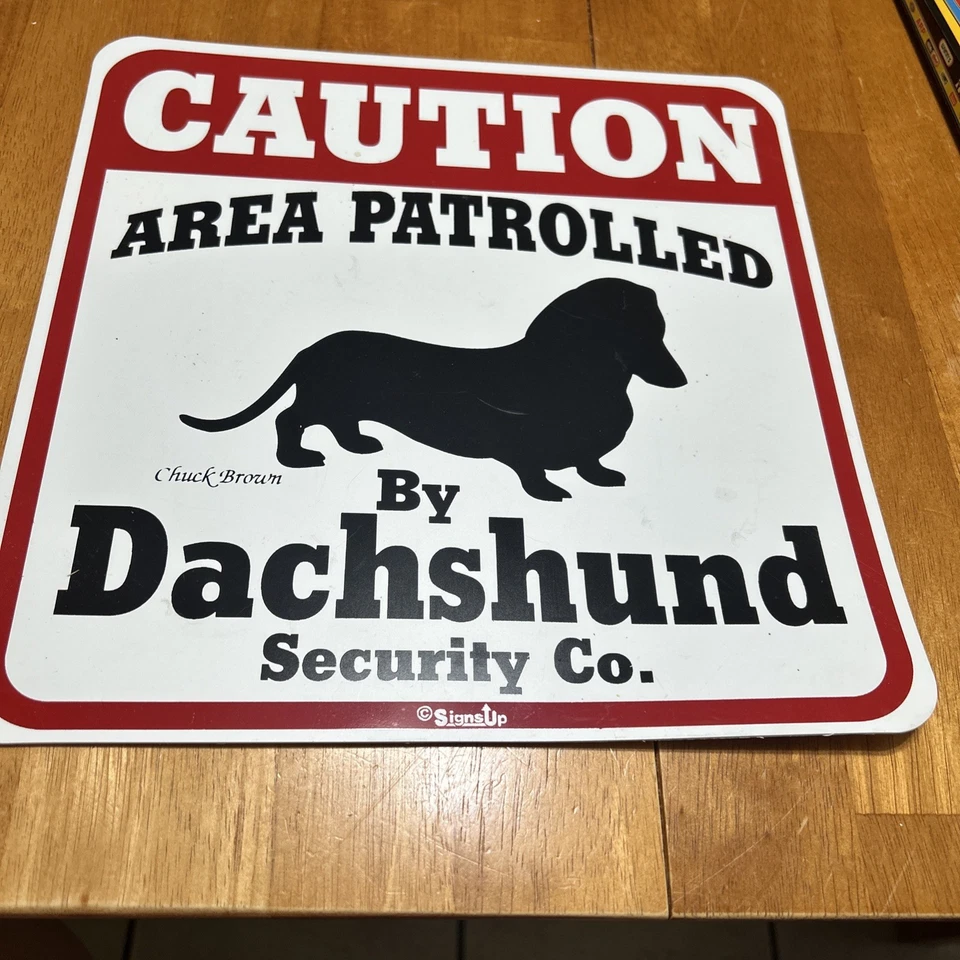 CAUTION
AREA PATROLLED
Chuck Brown
By
Dachshund
Security Co.
© SignsUp